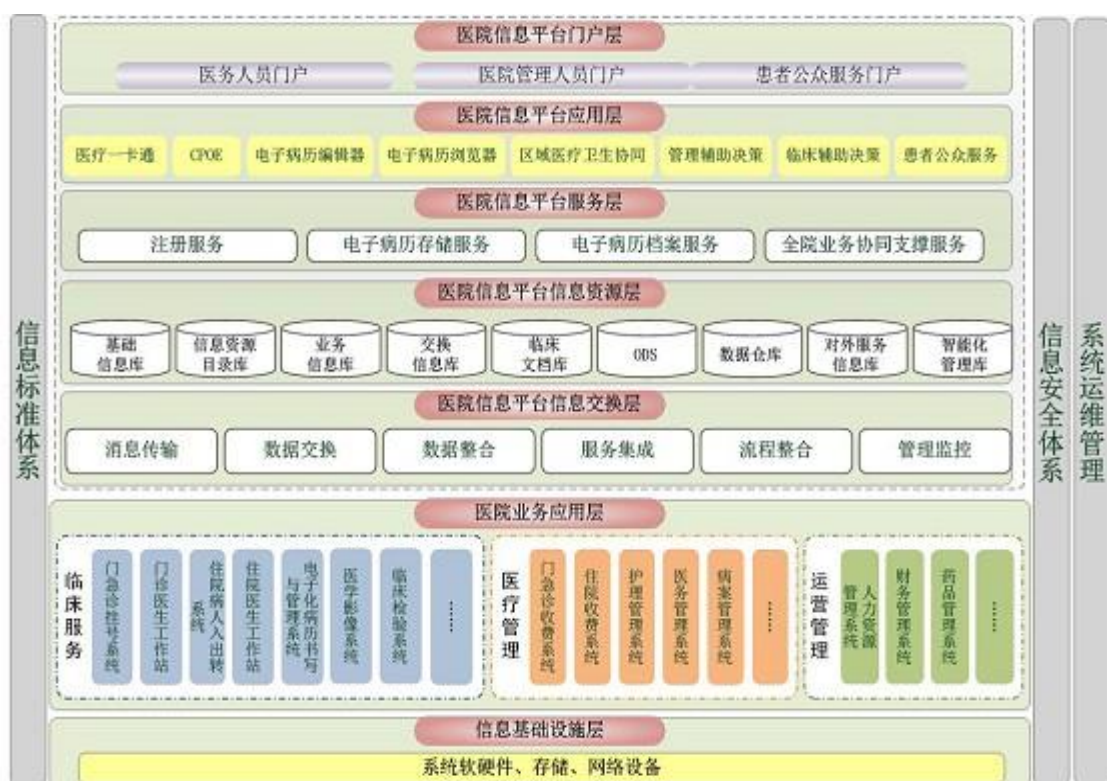 医院信息平台门户层
医务人员门户
医院管理人员门户
患者公众服务门户
医院信息平台应用层
医疗一卡通
CPOE
电子病历编辑器
电子病历浏览器
区域医疗卫生协同
管理辅助决策
临床辅助决策
患者公众服务
医院信息平台服务层
注册服务
电子病历存储服务
电子病历档案服务
全院业务协同支撑服务
医院信息平台信息资源层
基础
信息库
信息资源
目录库
业务
信息库
交换
信息库
临床
文档库
ODS
数据仓库
对外服务
信息库
智能化
管理库
医院信息平台信息交换层
消息传输
数据交换
数据整合
服务集成
流程整合
管理监控
医院业务应用层
临床服务
门急诊挂号系统
门诊医生工作站
住院病人入出转
系统
住院医生工作站
电子化病历书写
与管理系统
医学影像系统
临床检验系统
……
医疗管理
门急诊收费系统
住院收费系统
护理管理系统
医务管理系统
病案管理系统
……
运营管理
人力资源
管理系统
财务管理系统
药品管理系统
……
信息基础设施层
系统软硬件、存储、网络设备
信息标准体系
信息安全体系
系统运维管理